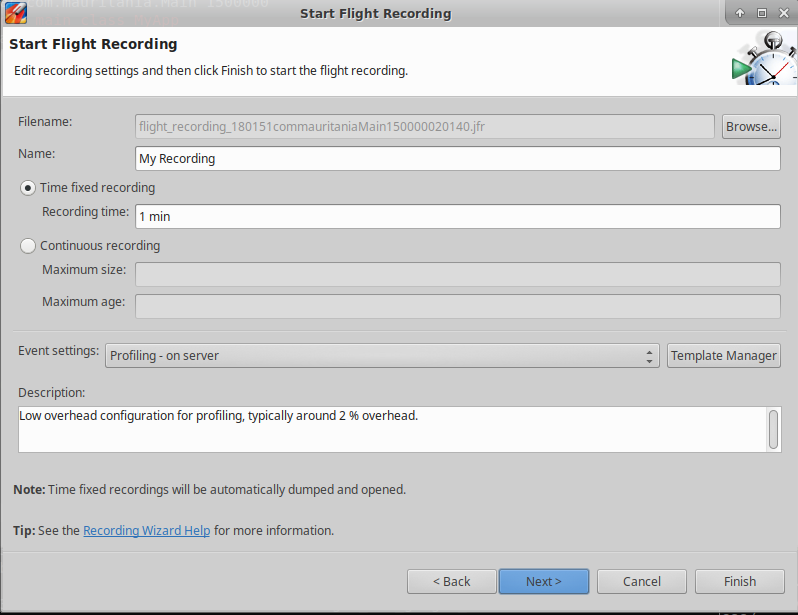 com.mauritania.Main 1500000
Start Flight Recording
Start Flight Recording
Edit recording settings and then click Finish to start the flight recording.
Filename: flight_recording_180151commauritaniaMain150000020140.jfr Browse...
Name: My Recording
Time fixed recording
Recording time: 1 min
Continuous recording
Maximum size:
Maximum age:
Event settings: Profiling - on server Template Manager
Description:
Low overhead configuration for profiling, typically around 2 % overhead.
Note: Time fixed recordings will be automatically dumped and opened.
Tip: See the Recording Wizard Help for more information.
< Back Next > Cancel Finish